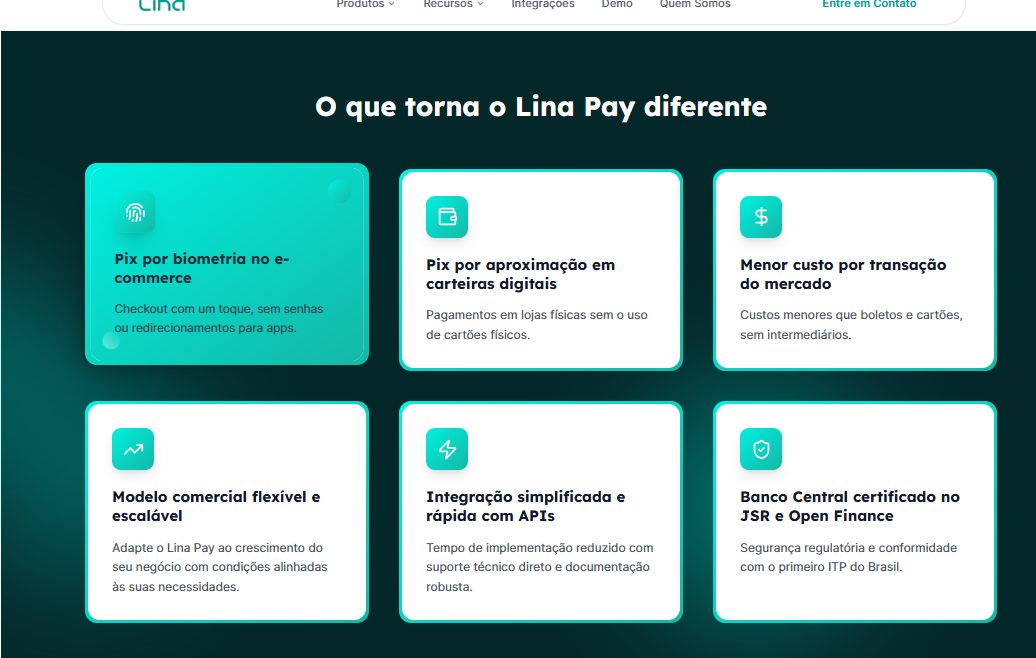 Lina
Produtos
Recursos
Integrações
Demo
Quem Somos
Entre em Contato
O que torna o Lina Pay diferente
Pix por biometria no e-
commerce
Checkout com um toque, sem senhas
ou redirecionamentos para apps.
Pix por aproximação em
carteiras digitais
Pagamentos em lojas físicas sem o uso
de cartões físicos.
Menor custo por transação
do mercado
Custos menores que boletos e cartões,
sem intermediários.
Modelo comercial flexível e
escalável
Adapte o Lina Pay ao crescimento do
seu negócio com condições alinhadas
às suas necessidades.
Integração simplificada e
rápida com APIs
Tempo de implementação reduzido com
suporte técnico direto e documentação
robusta.
Banco Central certificado no
JSR e Open Finance
Segurança regulatória e conformidade
com o primeiro ITP do Brasil.